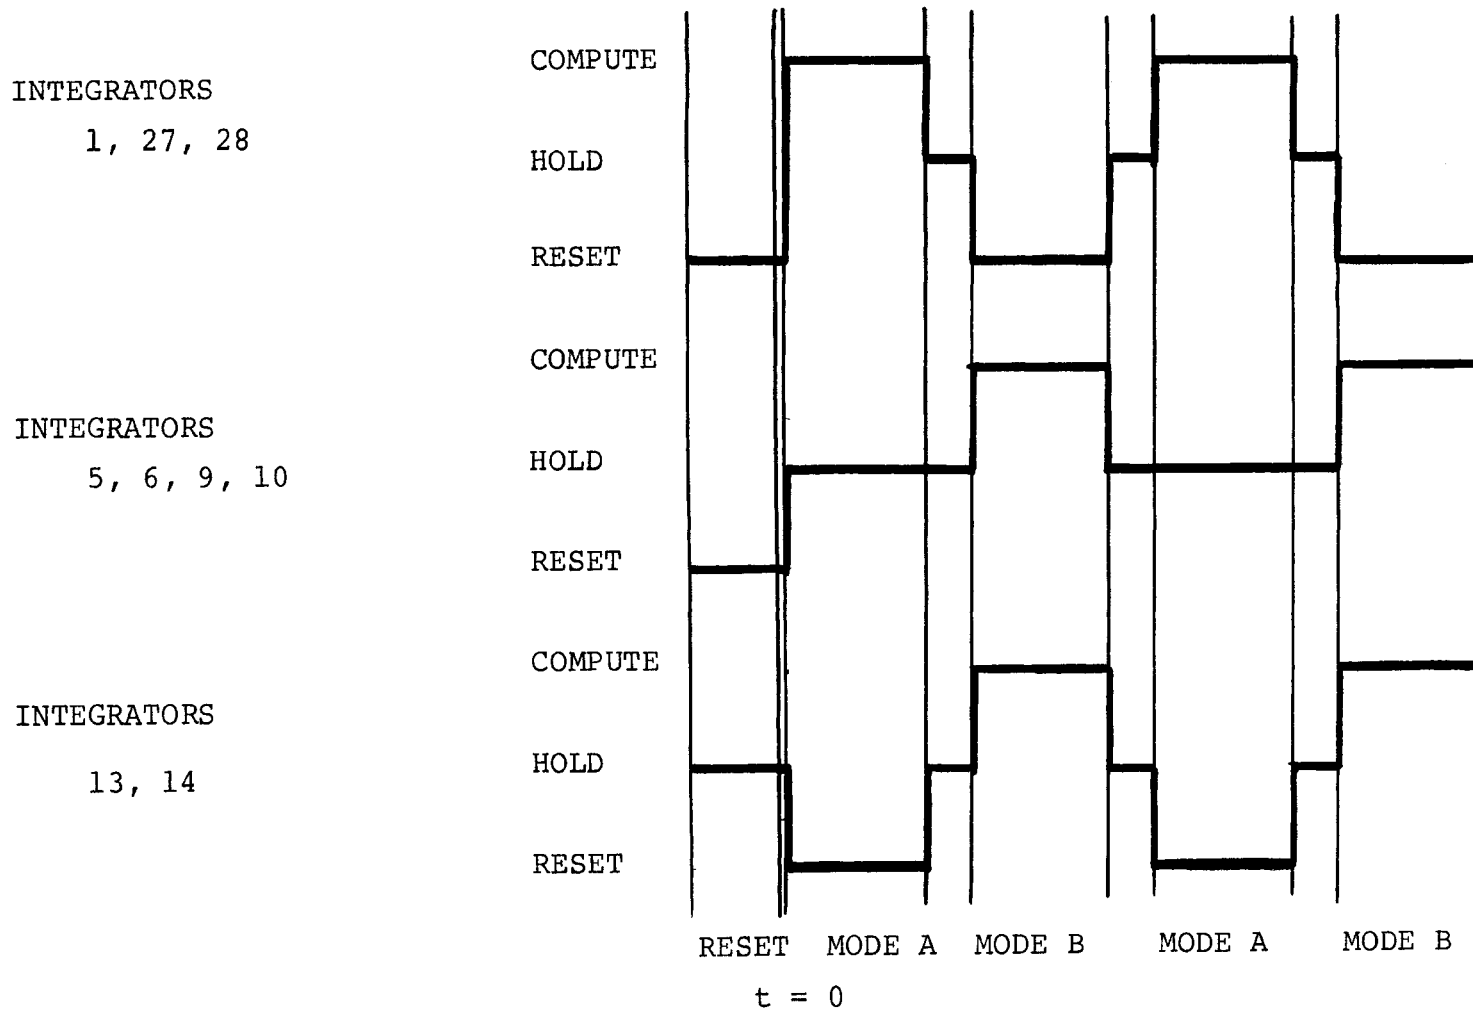 COMPUTE
INTEGRATORS
1, 27, 28
HOLD
RESET
COMPUTE
INTEGRATORS
5, 6, 9, 10
HOLD
RESET
COMPUTE
INTEGRATORS
13, 14
HOLD
RESET
RESET MODE A MODE B MODE A MODE B
t = 0